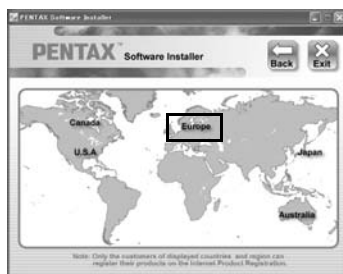 PENTAX Software Installer
PENTAX™ Software Installer
Back Exit
Canada
Europe
U.S.A
Japan
Australia
Note: Only the customers of displayed countries and region can
register their products on the Internet Product Registration.